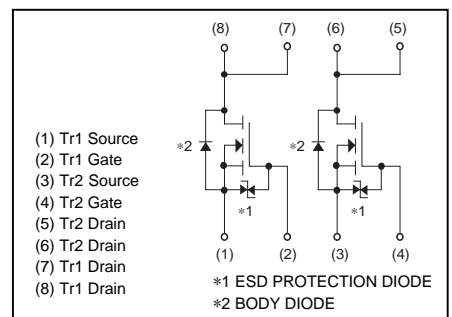 (8) (7) (6) (5)
∗2 ∗2
∗1 ∗1
(1) (2) (3) (4)
(1) Tr1 Source
(2) Tr1 Gate
(3) Tr2 Source
(4) Tr2 Gate
(5) Tr2 Drain
(6) Tr2 Drain
(7) Tr1 Drain
(8) Tr1 Drain
∗1 ESD PROTECTION DIODE
∗2 BODY DIODE